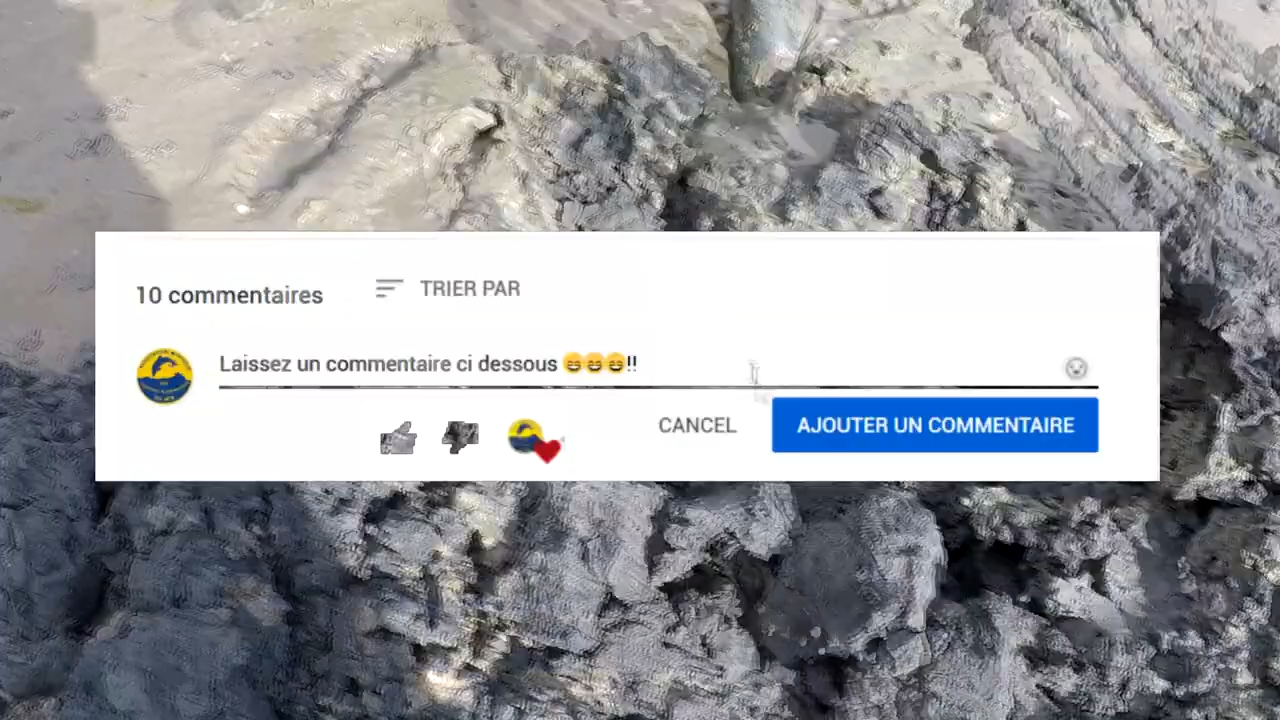 10 commentaires
TRIER PAR
Laissez un commentaire ci dessous 😄😄😄!!
CANCEL
AJOUTER UN COMMENTAIRE